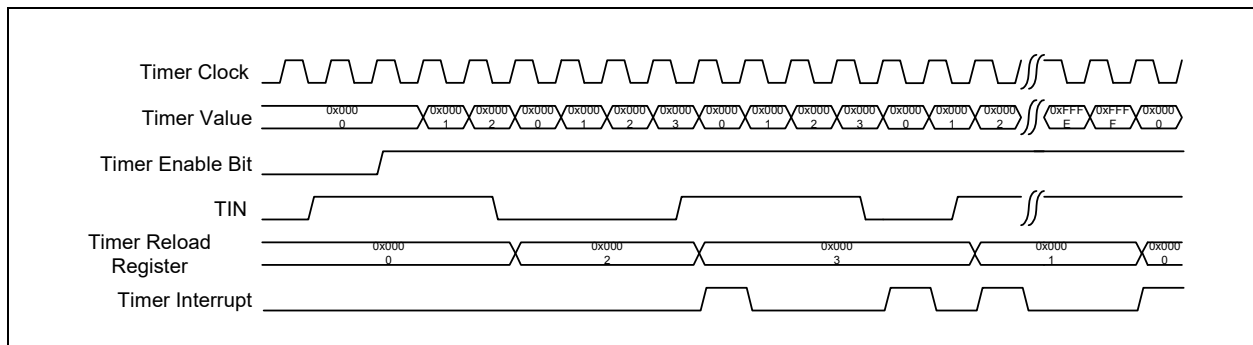 Timer Clock
Timer Value
0x000
0
0x000
1
0x000
2
0x000
0
0x000
1
0x000
2
0x000
3
0x000
0
0x000
1
0x000
2
0x000
3
0x000
0
0x000
1
0x000
2
0xFFF
E
0xFFF
F
0x000
0
Timer Enable Bit
TIN
Timer Reload
Register
0x000
0
0x000
2
0x000
3
0x000
1
0x000
0
Timer Interrupt